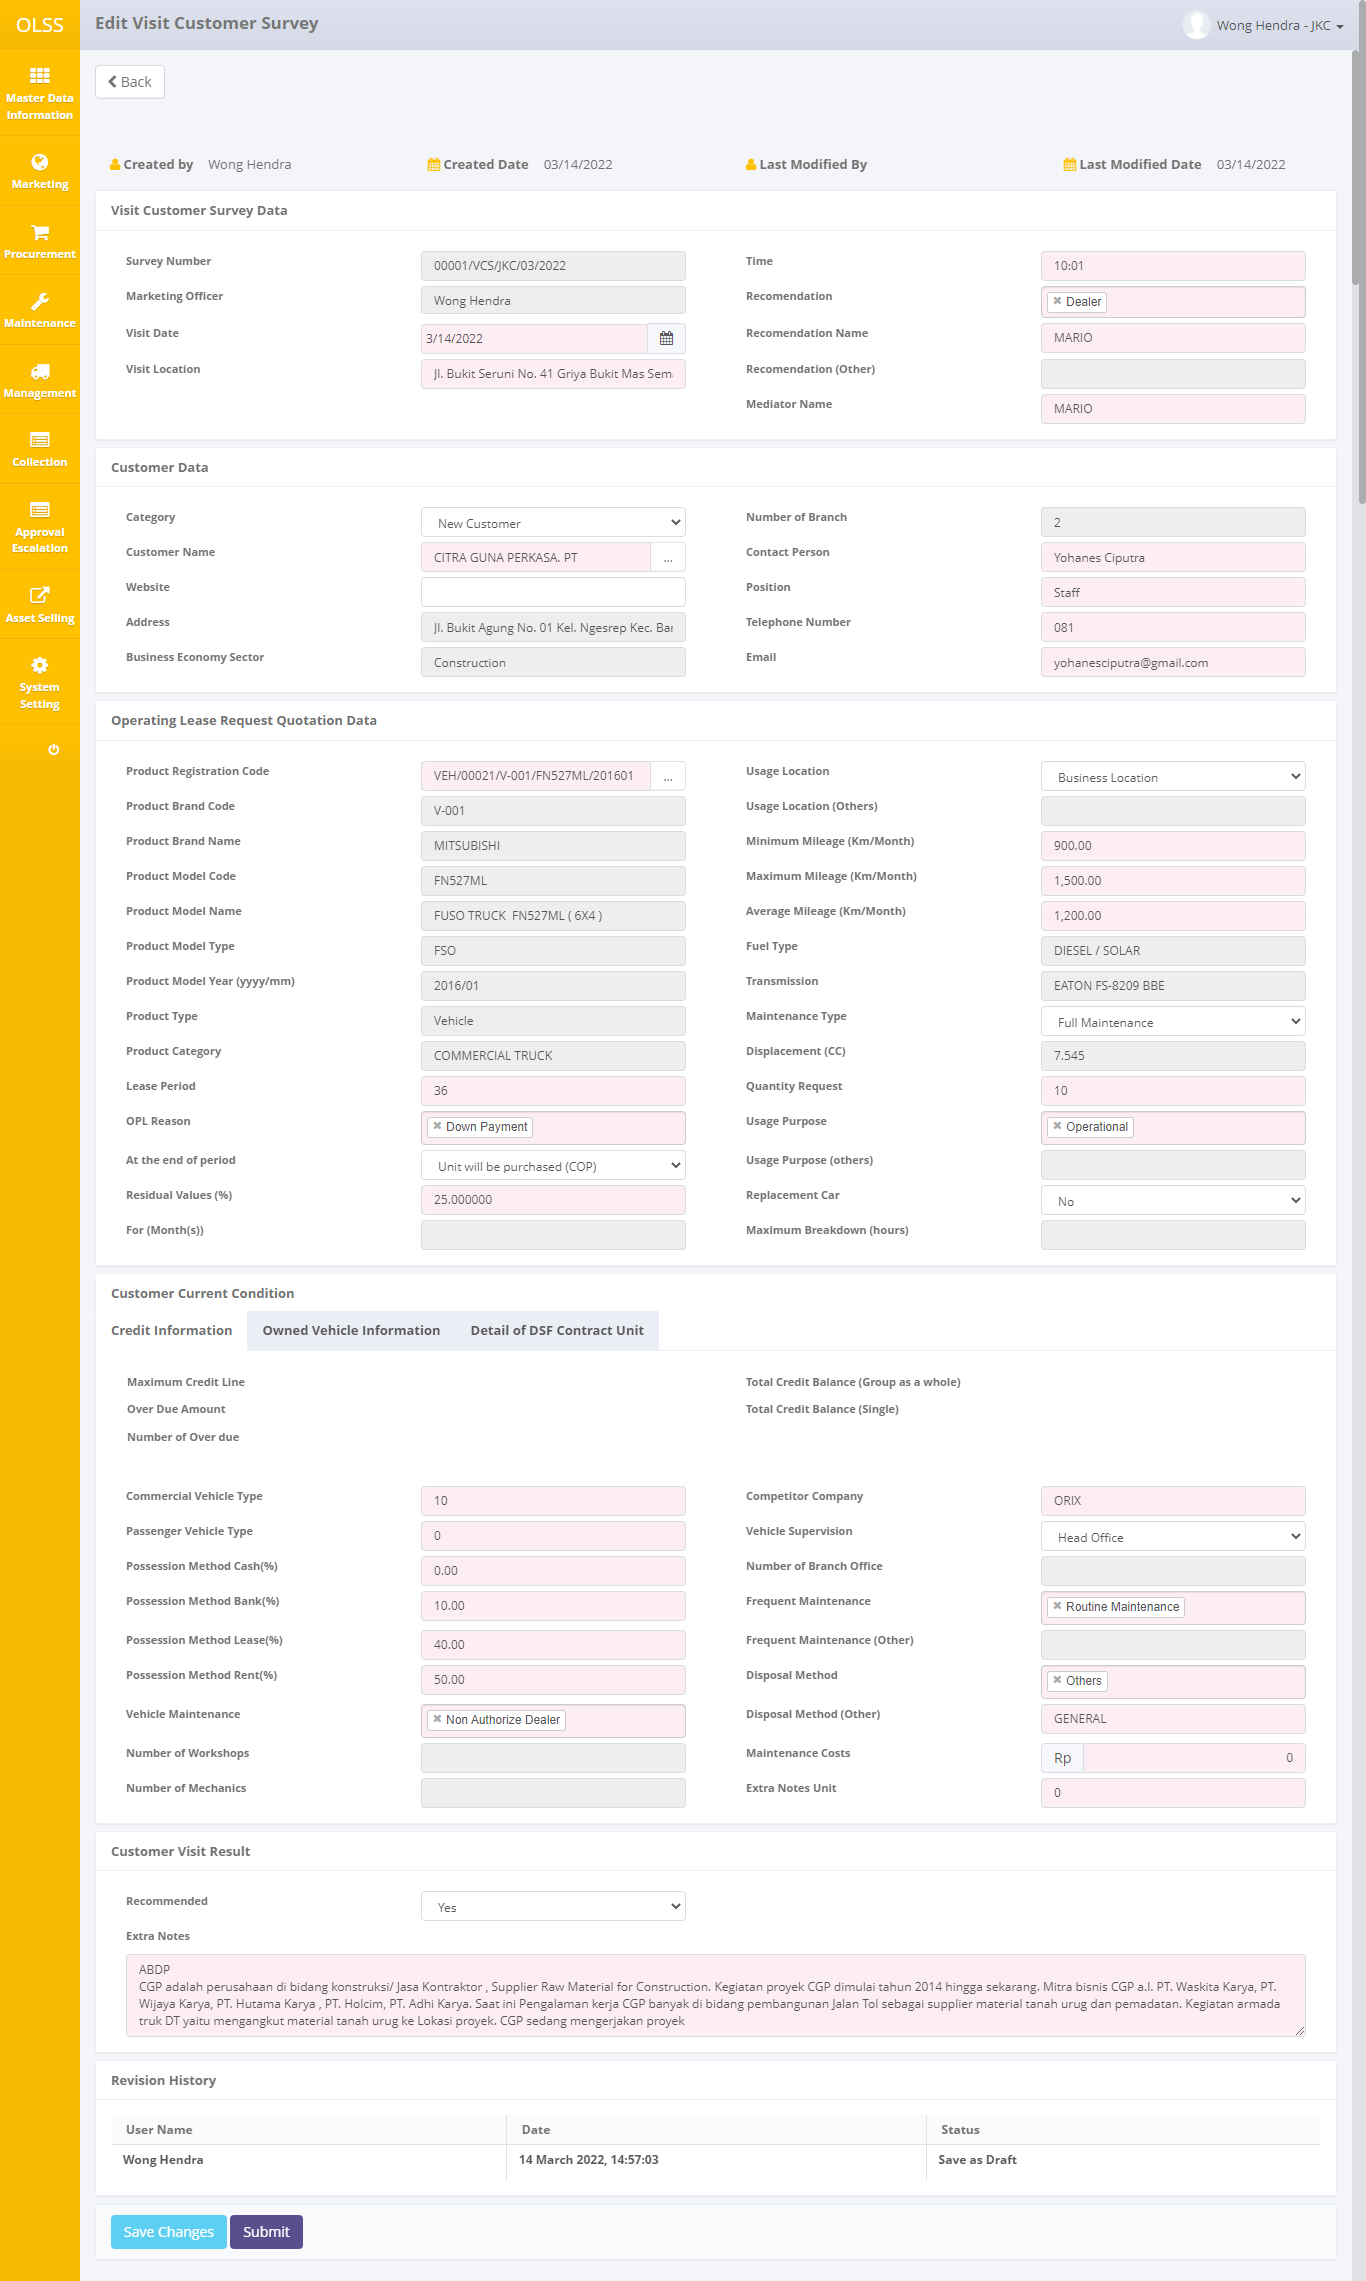 OLSS
Edit Visit Customer Survey
Wong Hendra - JKC
Master Data
Information
Marketing
Procurement
Maintenance
Management
Collection
Approval
Escalation
Asset Selling
System
Setting
Back
Created by Wong Hendra Created Date 03/14/2022 Last Modified By Last Modified Date 03/14/2022
Visit Customer Survey Data
Survey Number 00001/VCS/JKC/03/2022 Time 10:01
Marketing Officer Wong Hendra Recomendation × Dealer
Visit Date 3/14/2022 Recomendation Name MARIO
Visit Location Jl. Bukit Seruni No. 41 Griya Bukit Mas Sem Recomendation (Other)
Mediator Name MARIO
Customer Data
Category New Customer Number of Branch 2
Customer Name CITRA GUNA PERKASA. PT ... Contact Person Yohanes Ciputra
Website Position Staff
Address Jl. Bukit Agung No. 01 Kel. Ngesrep Kec. Bar Telephone Number 081
Business Economy Sector Construction Email yohanesciputra@gmail.com
Operating Lease Request Quotation Data
Product Registration Code VEH/00021/V-001/FN527ML/201601 ... Usage Location Business Location
Product Brand Code V-001 Usage Location (Others)
Product Brand Name MITSUBISHI Minimum Mileage (Km/Month) 900.00
Product Model Code FN527ML Maximum Mileage (Km/Month) 1,500.00
Product Model Name FUSO TRUCK FN527ML ( 6X4 ) Average Mileage (Km/Month) 1,200.00
Product Model Type FSO Fuel Type DIESEL / SOLAR
Product Model Year (yyyy/mm) 2016/01 Transmission EATON FS-8209 BBE
Product Type Vehicle Maintenance Type Full Maintenance
Product Category COMMERCIAL TRUCK Displacement (CC) 7.545
Lease Period 36 Quantity Request 10
OPL Reason × Down Payment Usage Purpose × Operational
At the end of period Unit will be purchased (COP) Usage Purpose (others)
Residual Values (%) 25.000000 Replacement Car No
For (Month(s)) Maximum Breakdown (hours)
Customer Current Condition
Credit Information Owned Vehicle Information Detail of DSF Contract Unit
Maximum Credit Line Total Credit Balance (Group as a whole)
Over Due Amount Total Credit Balance (Single)
Number of Over due
Commercial Vehicle Type 10 Competitor Company ORIX
Passenger Vehicle Type 0 Vehicle Supervision Head Office
Possession Method Cash(%) 0.00 Number of Branch Office
Possession Method Bank(%) 10.00 Frequent Maintenance × Routine Maintenance
Possession Method Lease(%) 40.00 Frequent Maintenance (Other)
Possession Method Rent(%) 50.00 Disposal Method × Others
Vehicle Maintenance × Non Authorize Dealer Disposal Method (Other) GENERAL
Number of Workshops Maintenance Costs Rp 0
Number of Mechanics Extra Notes Unit 0
Customer Visit Result
Recommended Yes
Extra Notes
ABDP
CGP adalah perusahaan di bidang konstruksi/ Jasa Kontraktor , Supplier Raw Material for Construction. Kegiatan proyek CGP dimulai tahun 2014 hingga sekarang. Mitra bisnis CGP a.l. PT. Waskita Karya, PT.
Wijaya Karya, PT. Hutama Karya , PT. Holcim, PT. Adhi Karya. Saat ini Pengalaman kerja CGP banyak di bidang pembangunan Jalan Tol sebagai supplier material tanah urug dan pemadatan. Kegiatan armada
truk DT yaitu mengangkut material tanah urug ke Lokasi proyek. CGP sedang mengerjakan proyek
Revision History
User Name Date Status
Wong Hendra 14 March 2022, 14:57:03 Save as Draft
Save Changes Submit